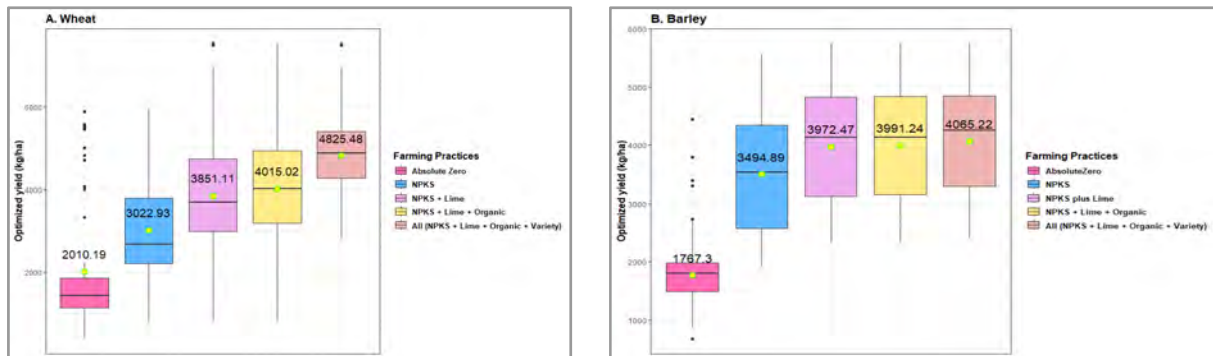 A. Wheat
Optimized yield (kg/ha)
6000
4000
2000
2010.19
3022.93
3851.11
4015.02
4825.48
Farming Practices
Absolute Zero
NPKS
NPKS + Lime
NPKS + Lime + Organic
All (NPKS + Lime + Organic + Variety)
B. Barley
Optimized yield (kg/ha)
6000
5000
4000
3000
2000
1000
1767.3
3494.89
3972.47
3991.24
4065.22
Farming Practices
AbsoluteZero
NPKS
NPKS plus Lime
NPKS + Lime + Organic
All (NPKS + Lime + Organic + Variety)